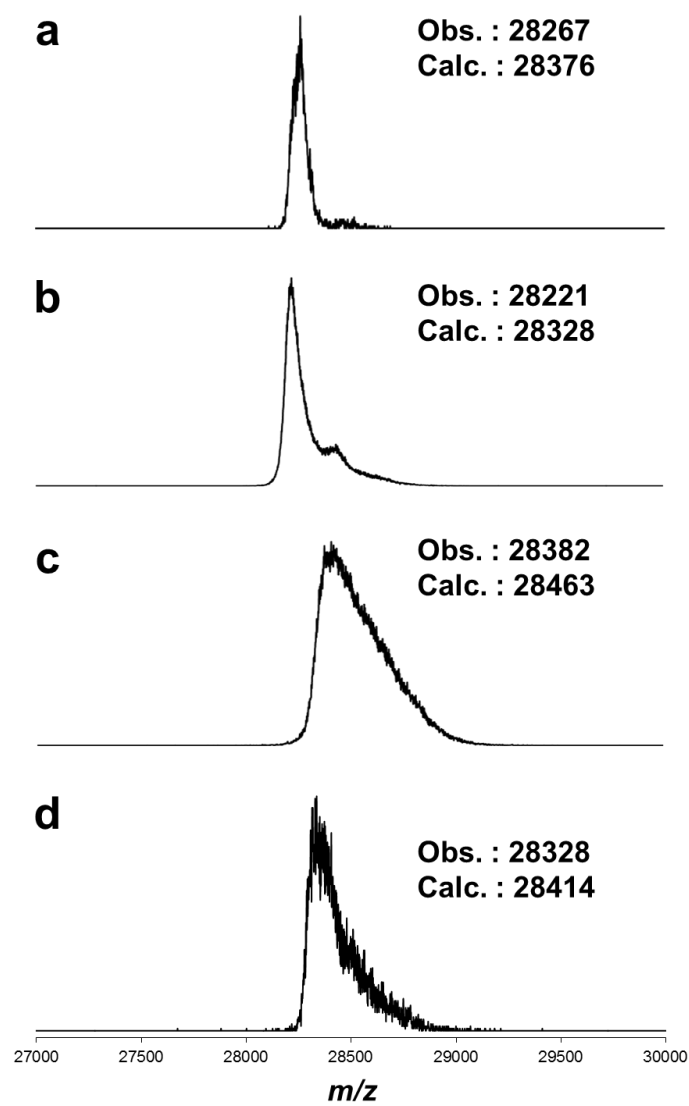 a
Obs. : 28267
Calc. : 28376
b
Obs. : 28221
Calc. : 28328
c
Obs. : 28382
Calc. : 28463
d
Obs. : 28328
Calc. : 28414
27000 27500 28000 28500 29000 29500 30000
m/z